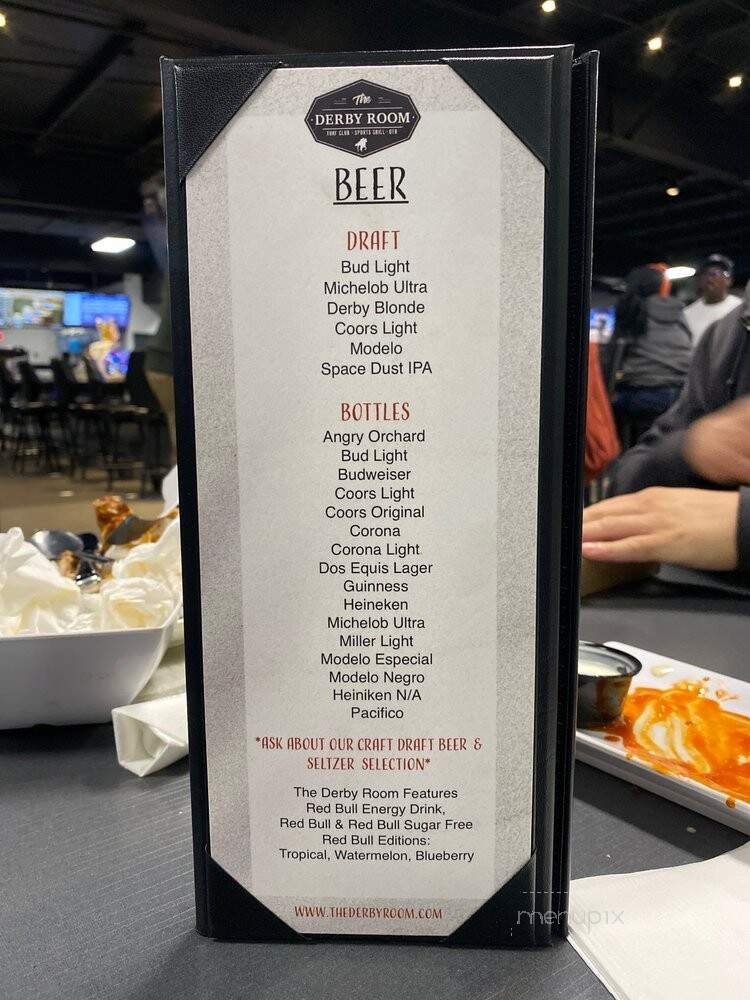 The
DERBY ROOM
TURF CLUB · SPORTS GRILL · OTB
BEER
DRAFT
Bud Light
Michelob Ultra
Derby Blonde
Coors Light
Modelo
Space Dust IPA
BOTTLES
Angry Orchard
Bud Light
Budweiser
Coors Light
Coors Original
Corona
Corona Light
Dos Equis Lager
Guinness
Heineken
Michelob Ultra
Miller Light
Modelo Especial
Modelo Negro
Heiniken N/A
Pacifico
*ASK ABOUT OUR CRAFT DRAFT BEER &
SELTZER SELECTION*
The Derby Room Features
Red Bull Energy Drink,
Red Bull & Red Bull Sugar Free
Red Bull Editions:
Tropical, Watermelon, Blueberry
WWW.THEDERBYROOM.COM
menupix